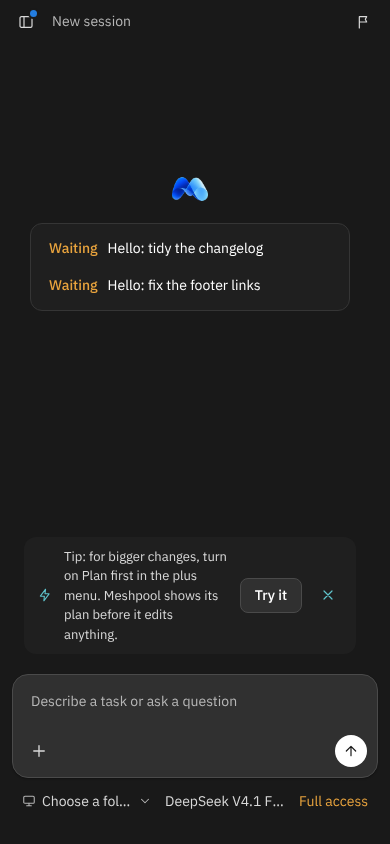 New session
Waiting Hello: tidy the changelog
Waiting Hello: fix the footer links
Tip: for bigger changes, turn
on Plan first in the plus
menu. Meshpool shows its
plan before it edits
anything.
Try it
Describe a task or ask a question
Choose a fol... DeepSeek V4.1 F... Full access